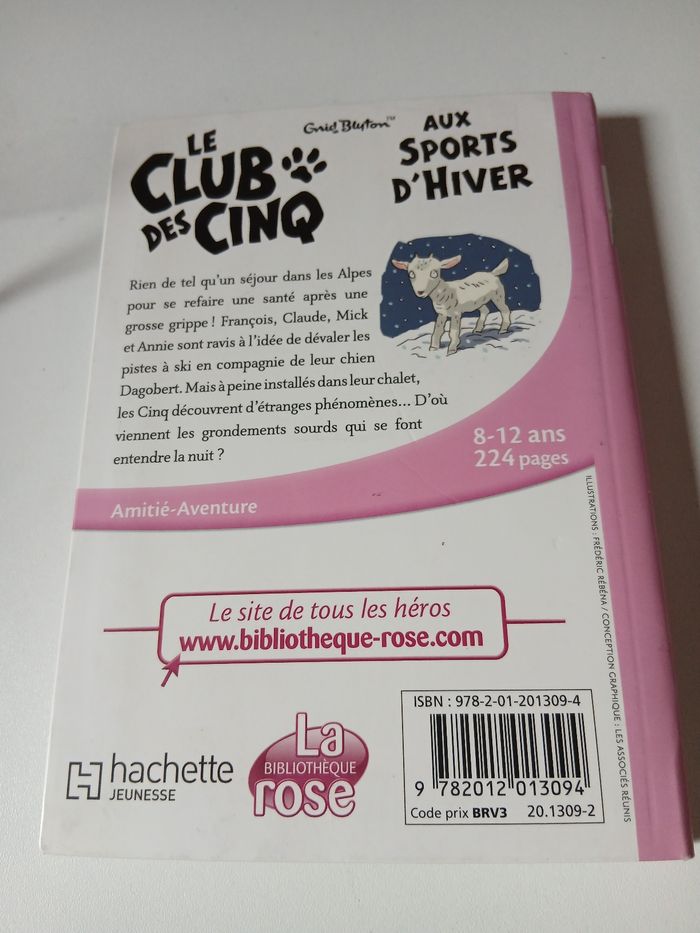 LE
CLUB
DES CINQ
Enid Blyton™
AUX
SPORTS
D'HIVER
Rien de tel qu'un séjour dans les Alpes
pour se refaire une santé après une
grosse grippe ! François, Claude, Mick
et Annie sont ravis à l'idée de dévaler les
pistes à ski en compagnie de leur chien
Dagobert. Mais à peine installés dans leur chalet,
les Cinq découvrent d'étranges phénomènes... D'où
viennent les grondements sourds qui se font
entendre la nuit ?
8-12 ans
224 pages
Amitié-Aventure
ILLUSTRATIONS : FRÉDÉRIC RÉBÉNA / CONCEPTION GRAPHIQUE : LES ASSOCIÉS RÉUNIS
Le site de tous les héros
www.bibliotheque-rose.com
hachette
JEUNESSE
La
BIBLIOTHÈQUE
rose
ISBN : 978-2-01-201309-4
9 782012 013094
Code prix BRV3 20.1309-2